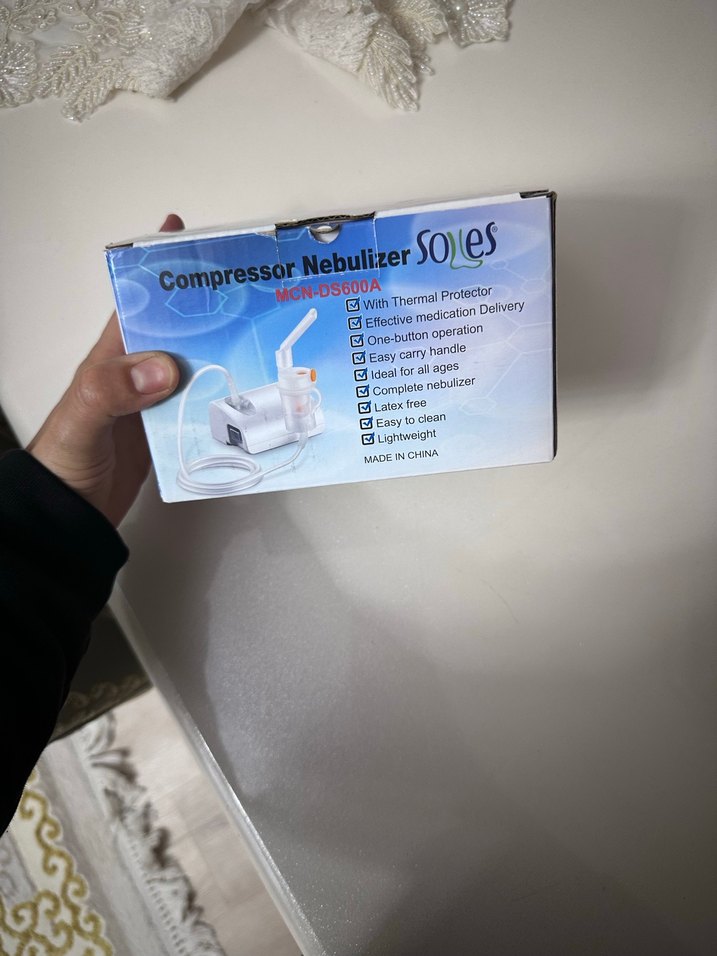 Compressor Nebulizer soles®
MCN-DS600A
With Thermal Protector
Effective medication Delivery
One-button operation
Easy carry handle
Ideal for all ages
Complete nebulizer
Latex free
Easy to clean
Lightweight
MADE IN CHINA